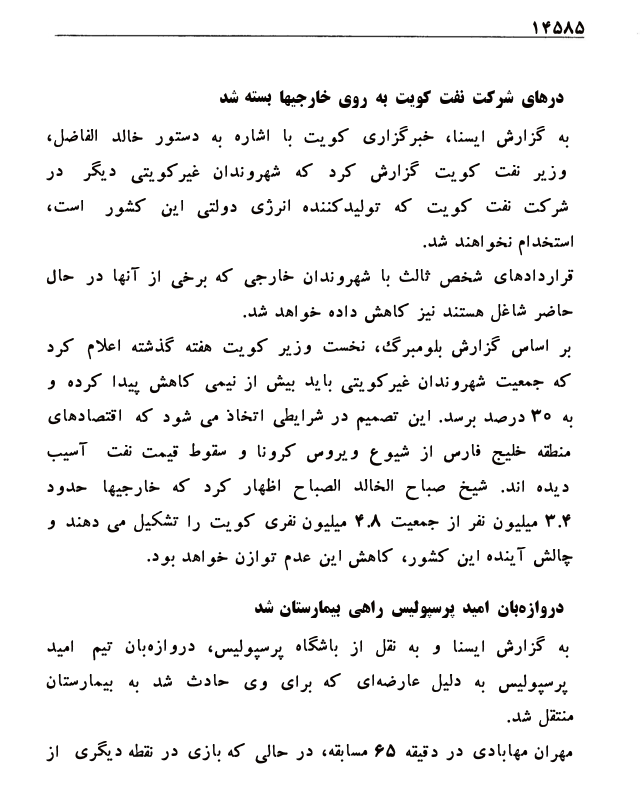 ۱۴۵۸۵
درهای شرکت نفت کویت به روی خارجیها بسته شد
به گزارش ایسنا، خبرگزاری کویت با اشاره به دستور خالد الفاضل،
وزیر نفت کویت گزارش کرد که شهروندان غیرکویتی دیگر در
شرکت نفت کویت که تولیدکننده انرژی دولتی این کشور است،
استخدام نخواهند شد.
قراردادهای شخص ثالث با شهروندان خارجی که برخی از آنها در حال
حاضر شاغل هستند نیز کاهش داده خواهد شد.
بر اساس گزارش بلومبرگ، نخست وزیر کویت هفته گذشته اعلام کرد
که جمعیت شهروندان غیرکویتی باید بیش از نیمی کاهش پیدا کرده و
به ۳۰ درصد برسد. این تصمیم در شرایطی اتخاذ می شود که اقتصادهای
منطقه خلیج فارس از شیوع ویروس کرونا و سقوط قیمت نفت آسیب
دیده اند. شیخ صباح الخالد الصباح اظهار کرد که خارجیها حدود
۳.۴ میلیون نفر از جمعیت ۴.۸ میلیون نفری کویت را تشکیل می دهند و
چالش آینده این کشور، کاهش این عدم توازن خواهد بود.
دروازه‌بان امید پرسپولیس راهی بیمارستان شد
به گزارش ایسنا و به نقل از باشگاه پرسپولیس، دروازه‌بان تیم امید
پرسپولیس به دلیل عارضه‌ای که برای وی حادث شد به بیمارستان
منتقل شد.
مهران مهابادی در دقیقه ۶۵ مسابقه، در حالی که بازی در نقطه دیگری از